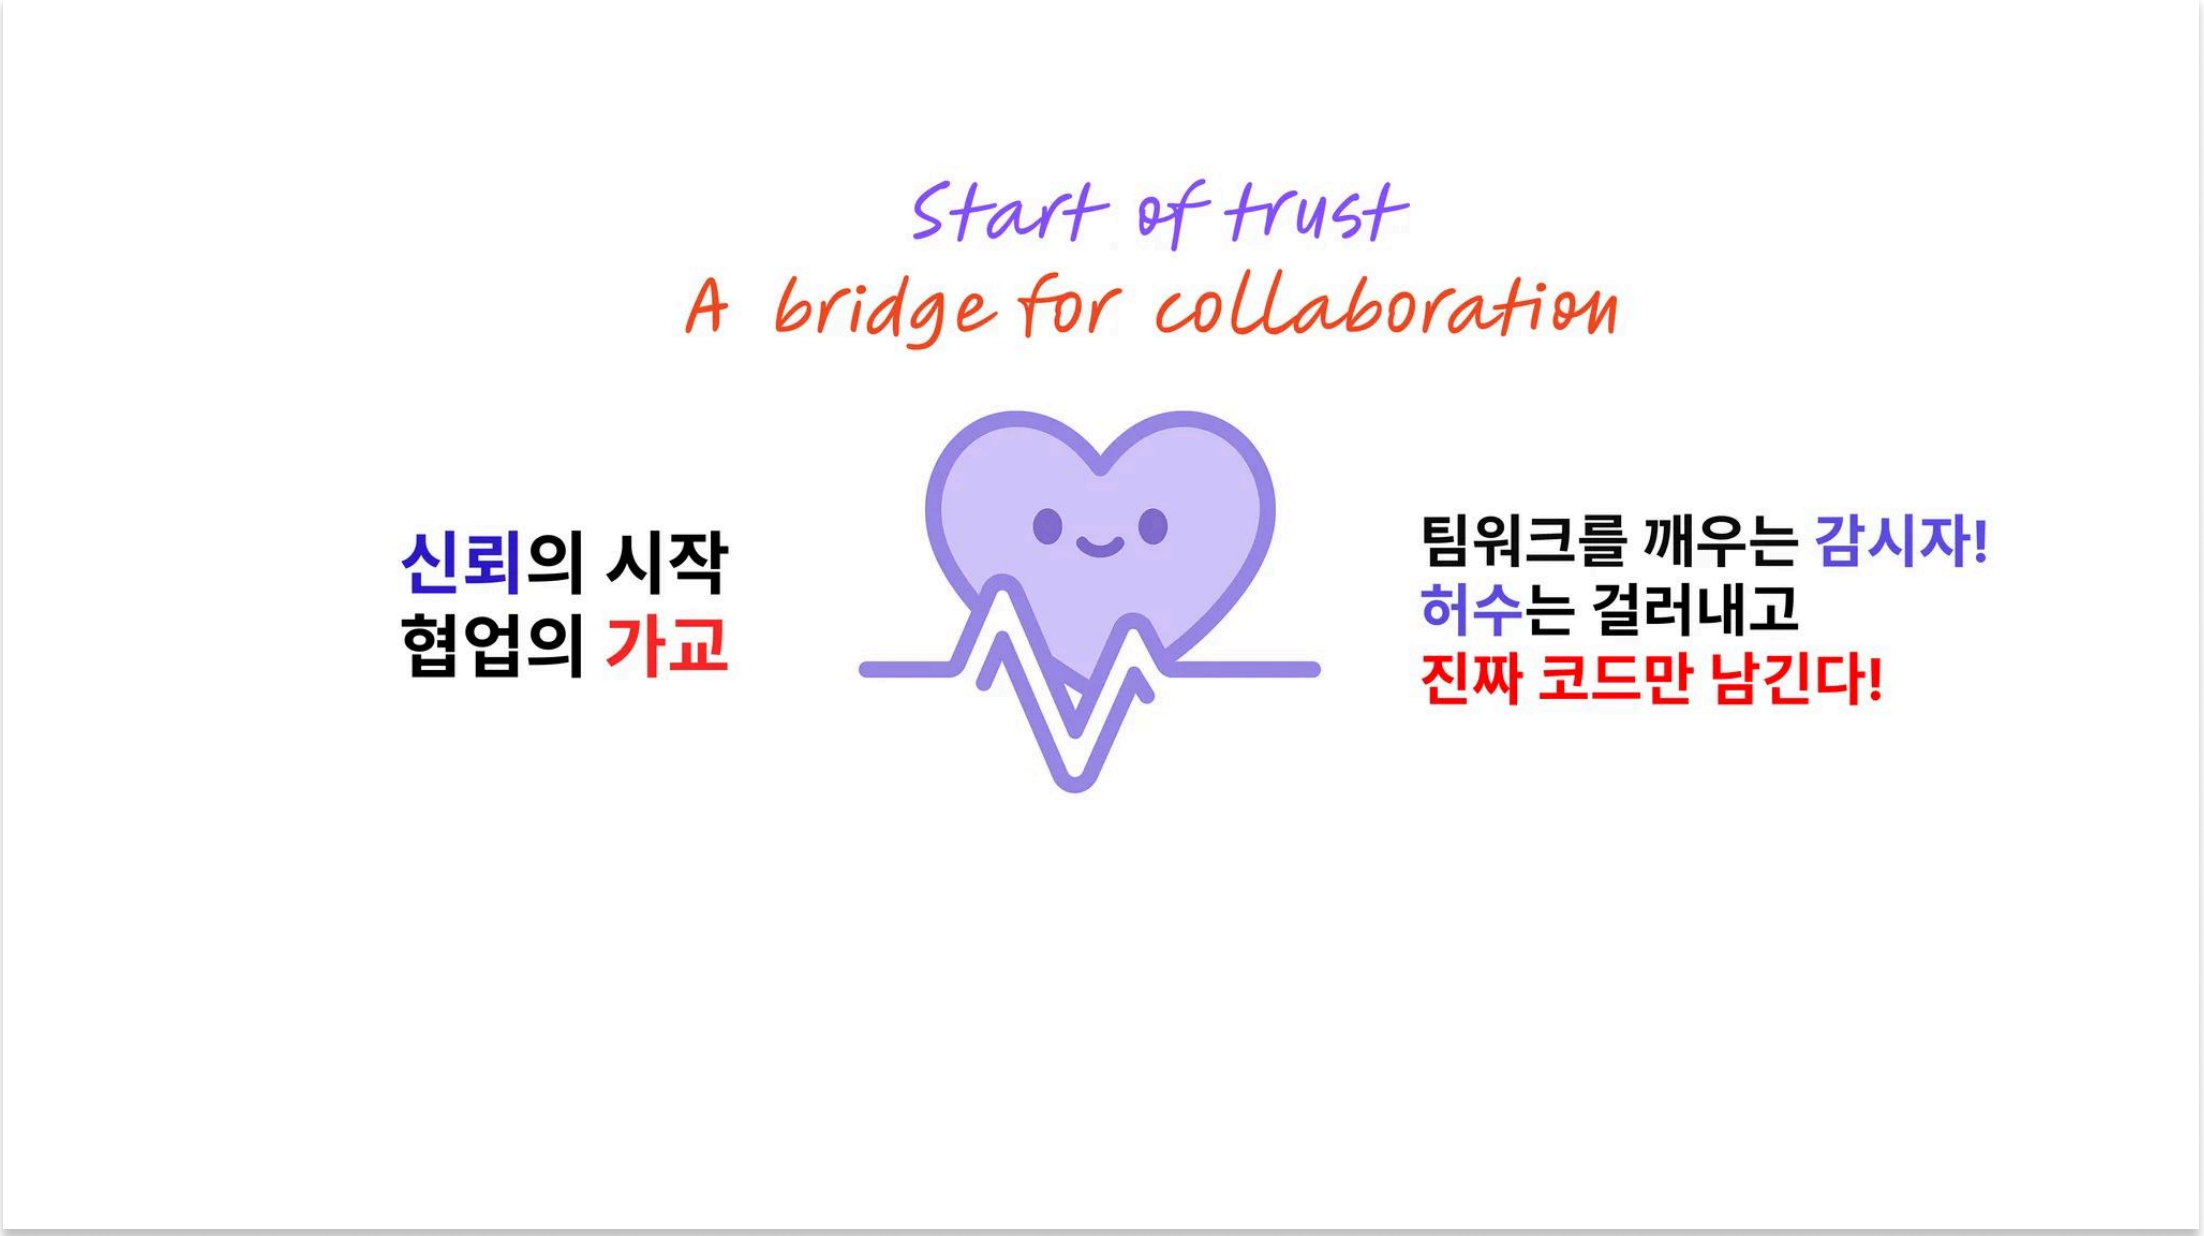 Start of trust
A bridge for collaboration
신뢰의 시작
협업의 가교
팀워크를 깨우는 감시자!
허수는 걸러내고
진짜 코드만 남긴다!